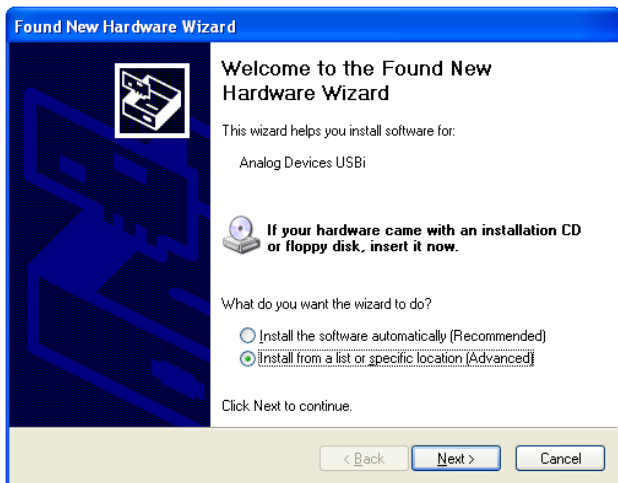 Found New Hardware Wizard
Welcome to the Found New
Hardware Wizard
This wizard helps you install software for:
Analog Devices USBi
If your hardware came with an installation CD
or floppy disk, insert it now.
What do you want the wizard to do?
Install the software automatically (Recommended)
Install from a list or specific location (Advanced)
Click Next to continue.
< Back
Next >
Cancel